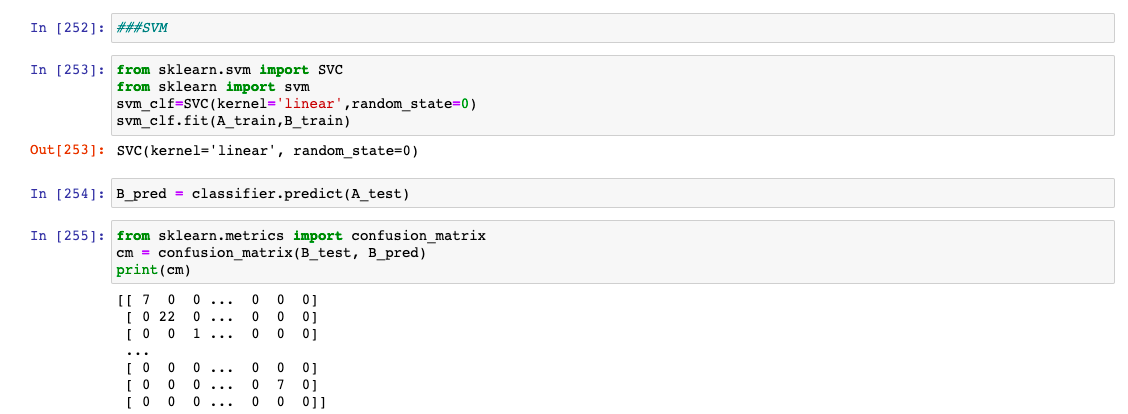 In [252]: ###SVM
In [253]: from sklearn.svm import SVC
from sklearn import svm
svm_clf=SVC(kernel='linear',random_state=0)
svm_clf.fit(A_train,B_train)
Out[253]: SVC(kernel='linear', random_state=0)
In [254]: B_pred = classifier.predict(A_test)
In [255]: from sklearn.metrics import confusion_matrix
cm = confusion_matrix(B_test, B_pred)
print(cm)
[[ 7  0  0 ...  0  0  0]
 [ 0 22  0 ...  0  0  0]
 [ 0  0  1 ...  0  0  0]
 ...
 [ 0  0  0 ...  0  0  0]
 [ 0  0  0 ...  0  7  0]
 [ 0  0  0 ...  0  0  0]]